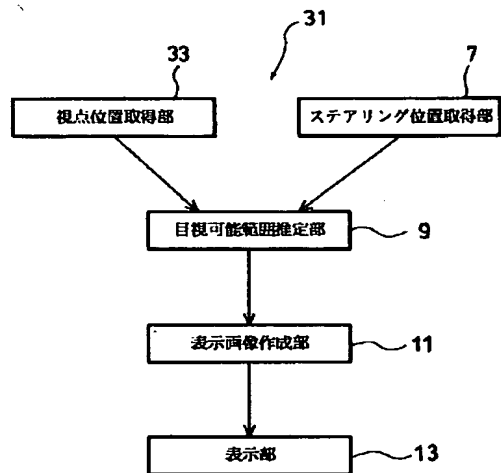 31
33
7
視点位置取得部
ステアリング位置取得部
目視可能範囲推定部
9
表示画像作成部
11
表示部
13